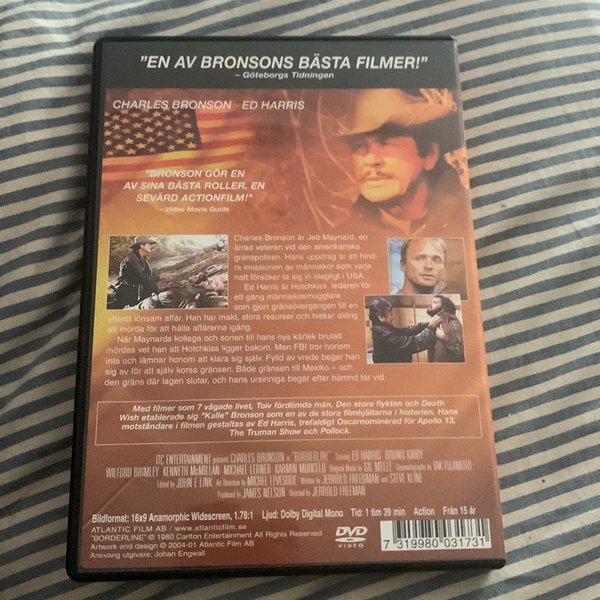 "EN AV BRONSONS BÄSTA FILMER!"
– Göteborgs Tidningen
CHARLES BRONSON ED HARRIS
"BRONSON GÖR EN
AV SINA BÄSTA ROLLER. EN
SEVÄRD ACTIONFILM!"
– Video Movie Guide
Charles Bronson är Jeb Maynard, en
ärrad veteran vid den amerikanska
gränspolisen. Hans uppdrag är att hind-
ra invasionen av människor som varje
natt försöker ta sig in olagligt i USA.
Ed Harris är Hotchkiss, ledaren för
ett gäng människosmugglare
som gjort gränsövergången till en
ytterst lönsam affär. Han har makt, stora resurser och tvekar aldrig
att mörda för att hålla affärerna igång.
När Maynards kollega och sonen till hans nya kärlek brutalt
mördas vet han att Hotchkiss ligger bakom. Men FBI tror honom
inte och lämnar honom att klara sig själv. Fylld av vrede beger han
sig av för att själv korsa gränsen. Både gränsen till Mexiko – och
den gräns där lagen slutar, och hans ursinniga begär efter hämnd tar vid.
Med filmer som 7 vågade livet, Tolv fördömda män, Den stora flykten och Death
Wish etablerade sig "Kalle" Bronson som en av de stora filmhjältarna i historien. Hans
motståndare i filmen gestaltas av Ed Harris, trefaldigt Oscarnominerad för Apollo 13,
The Truman Show och Pollock.
ITC ENTERTAINMENT presents CHARLES BRONSON in "BORDERLINE" Starring ED HARRIS BRUNO KIRBY
WILFORD BRIMLEY KENNETH McMILLAN MICHAEL LERNER KARMIN MURCELO Original Music by GIL MELLE Cinematography by TAK FUJIMOTO
Edited by JOHN F. LINK Art Direction by MICHEL LEVESQUE Written by JERROLD FREEDMAN and STEVE KLINE
Produced by JAMES NELSON Directed by JERROLD FREEMAN
Bildformat: 16x9 Anamorphic Widescreen, 1.78:1 Ljud: Dolby Digital Mono Tid: 1 tim 39 min Action Från 15 år
ATLANTIC FILM AB / www.atlanticfilm.se
"BORDERLINE" © 1980 Carlton Entertainment All Rights Reserved
Artwork and design © 2004-01 Atlantic Film AB
Ansvarig utgivare: Johan Engwall
DVD
VIDEO
7 319980 031731